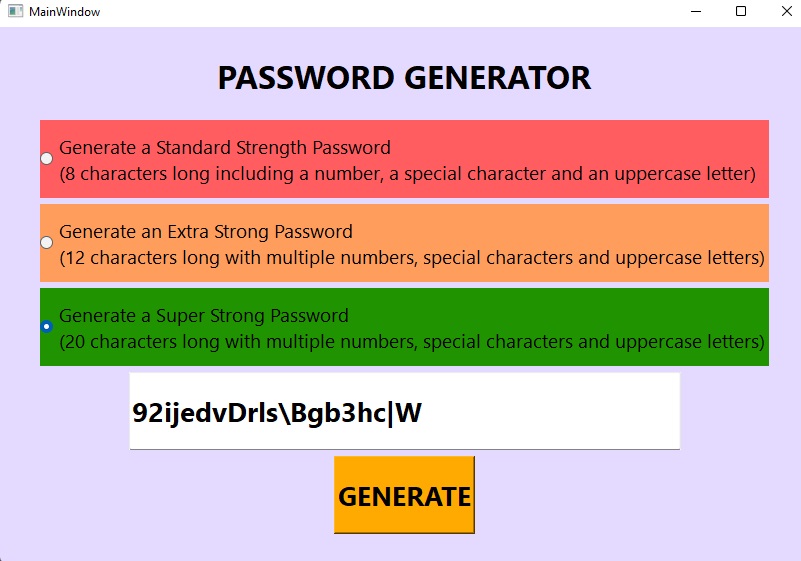 MainWindow
PASSWORD GENERATOR
Generate a Standard Strength Password
(8 characters long including a number, a special character and an uppercase letter)
Generate an Extra Strong Password
(12 characters long with multiple numbers, special characters and uppercase letters)
Generate a Super Strong Password
(20 characters long with multiple numbers, special characters and uppercase letters)
92ijedvDrls\Bgb3hc|W
GENERATE